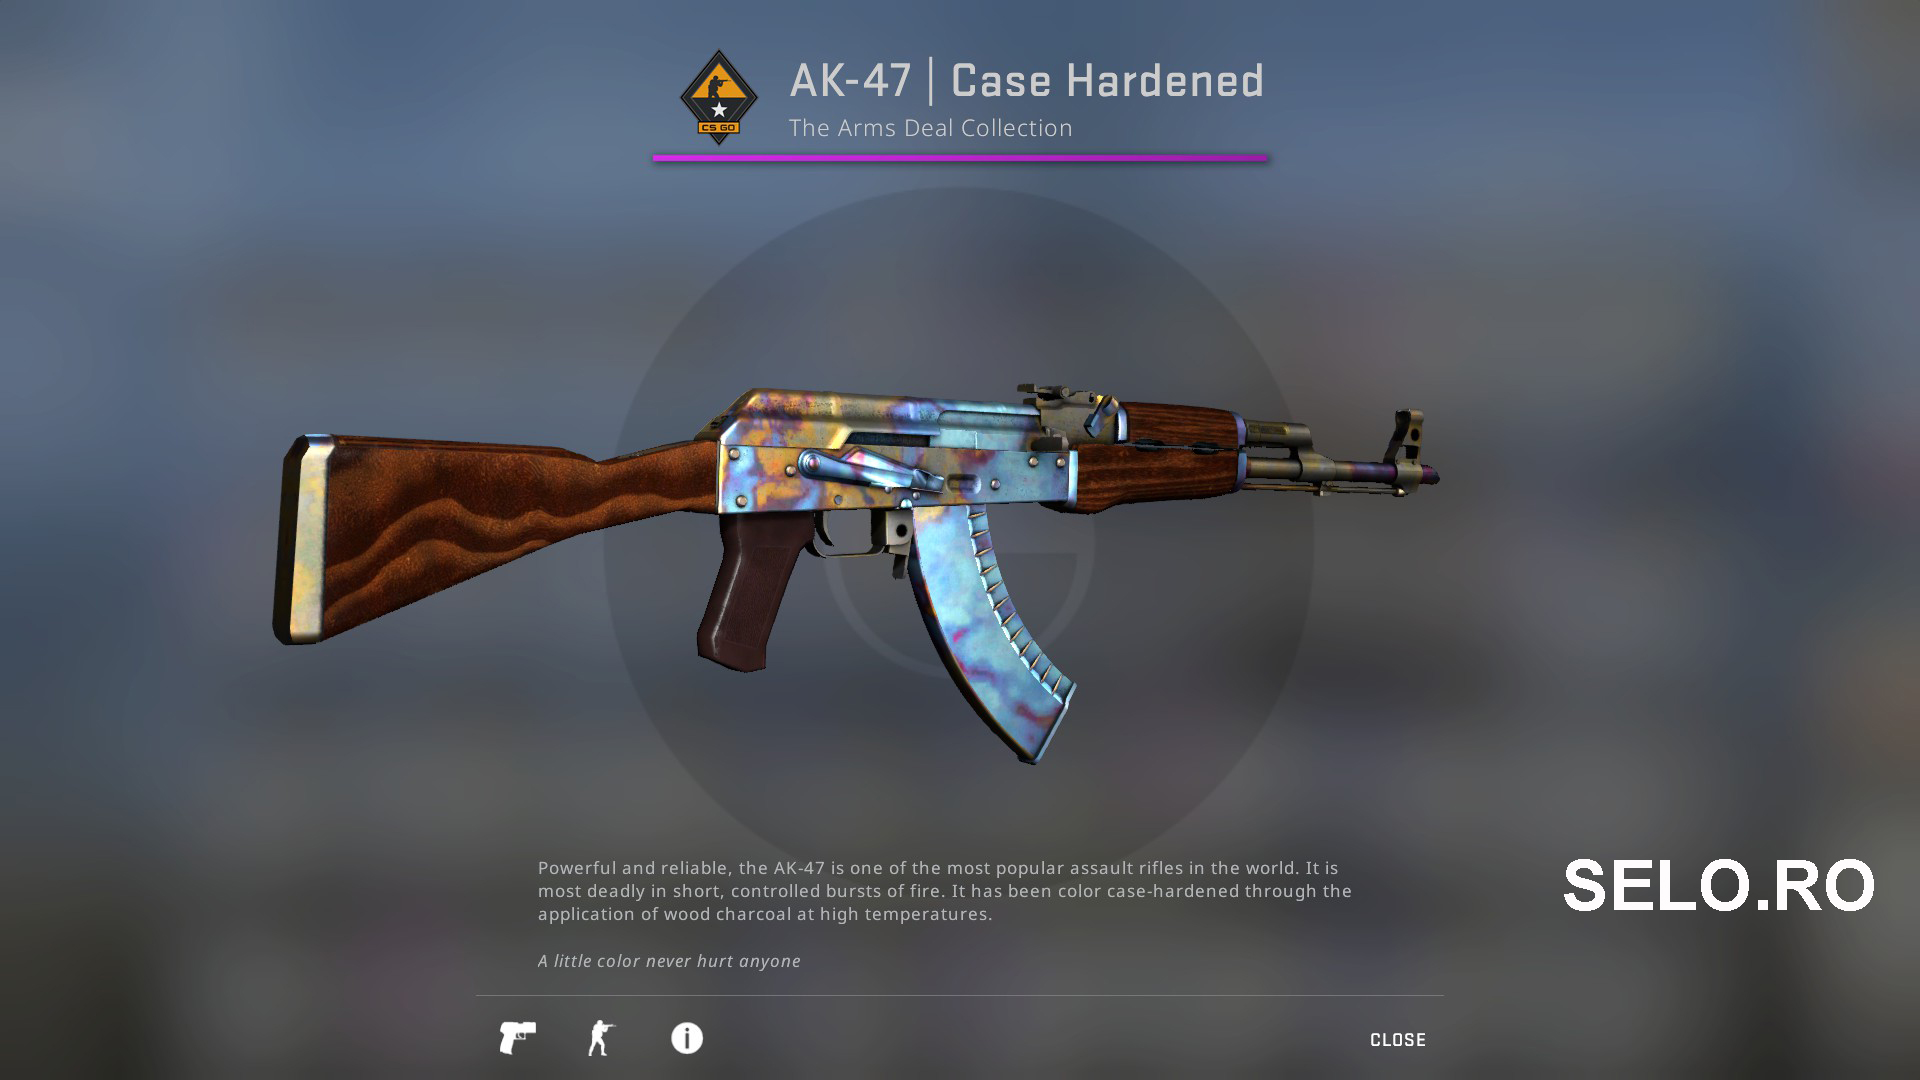 AK-47 | Case Hardened
The Arms Deal Collection
CS GO
Powerful and reliable, the AK-47 is one of the most popular assault rifles in the world. It is
most deadly in short, controlled bursts of fire. It has been color case-hardened through the
application of wood charcoal at high temperatures.
A little color never hurt anyone
SELO.RO
CLOSE